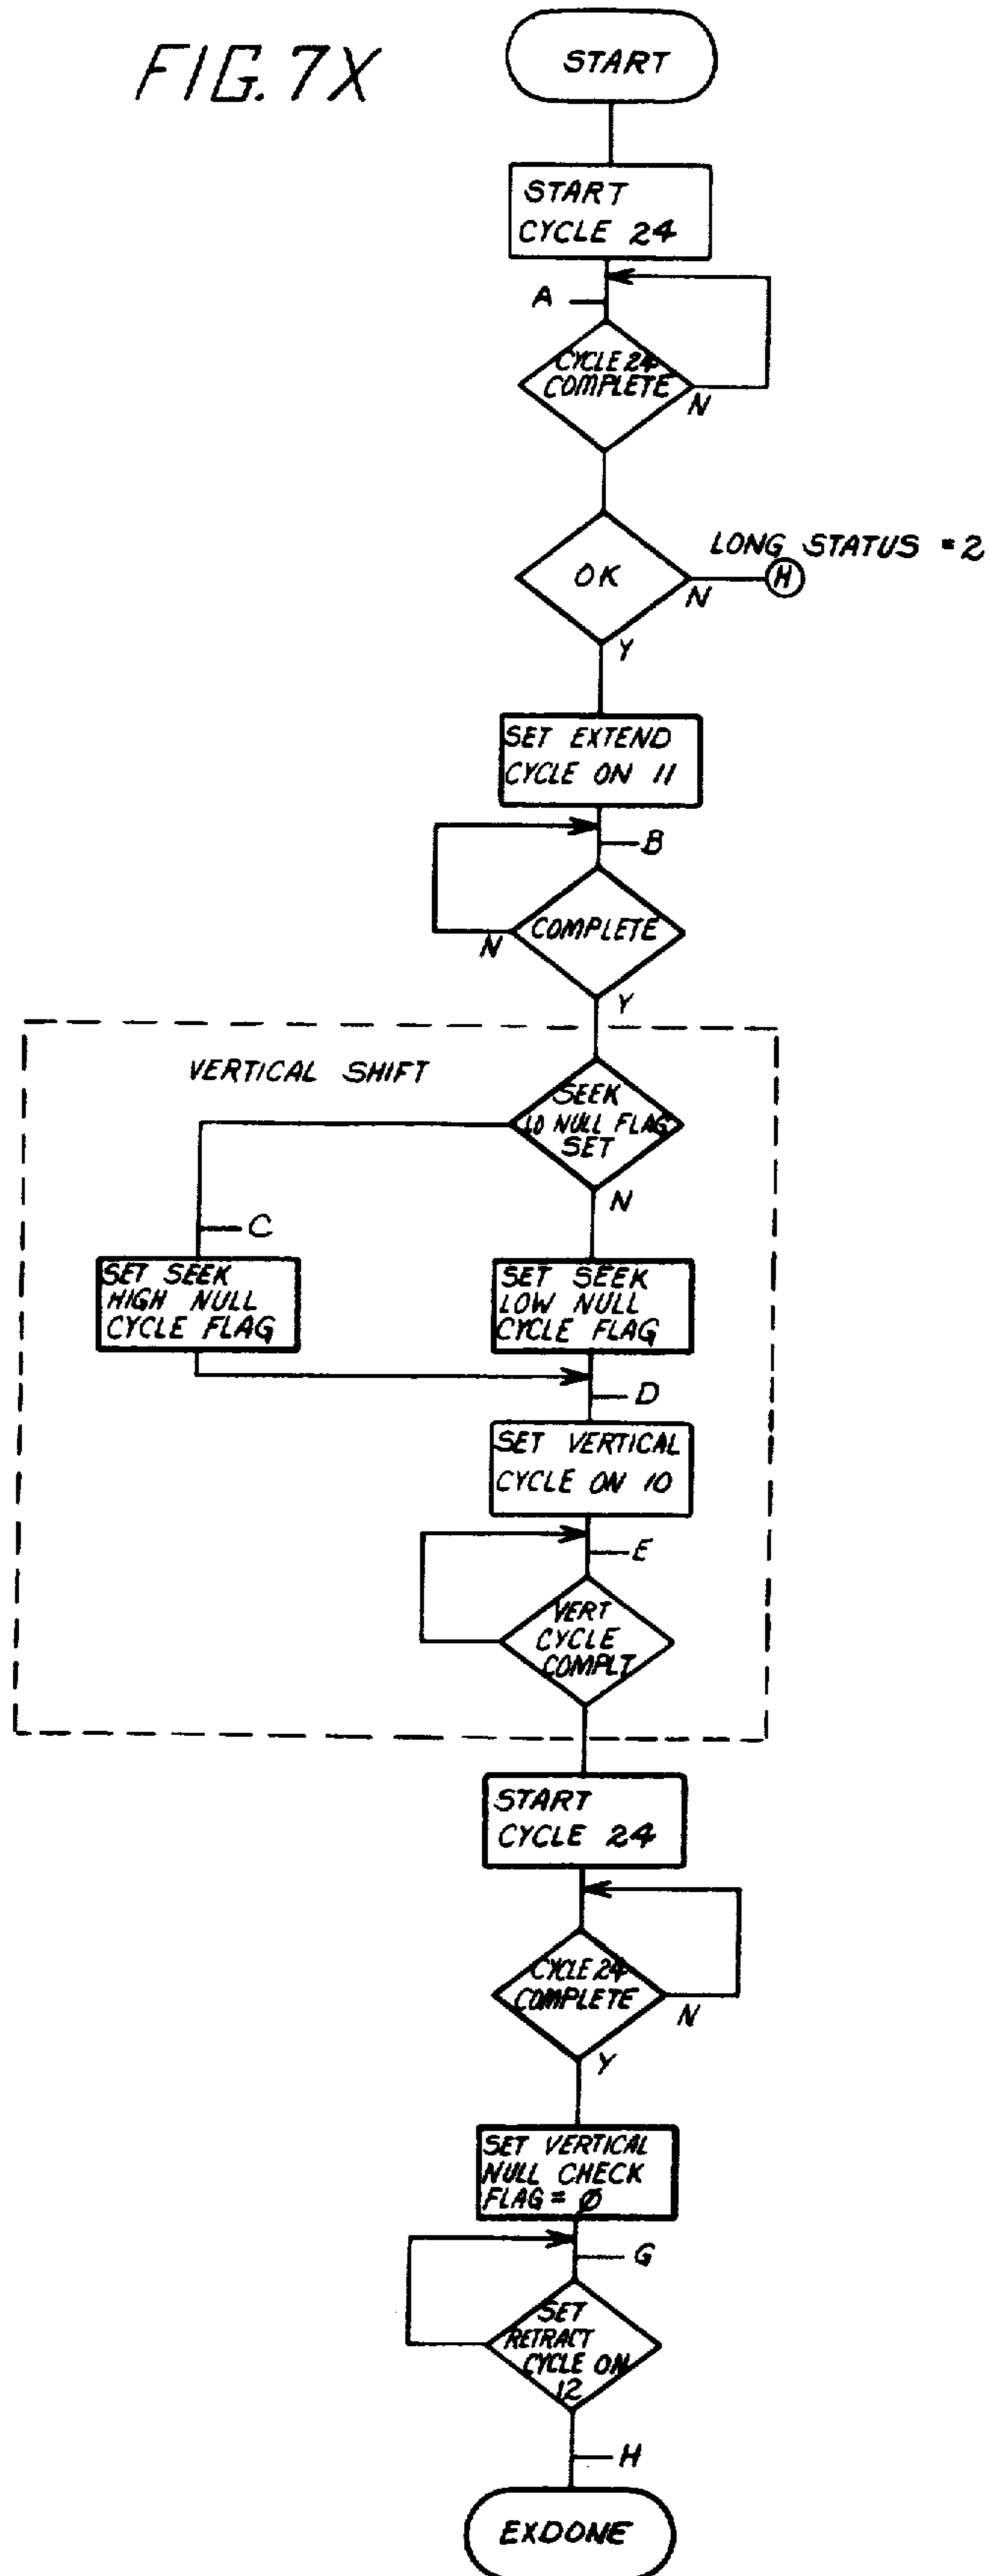 FIG. 7X
START
START
CYCLE 24
A
CYCLE 24
COMPLETE
N
LONG STATUS = 2
OK
N
H
Y
SET EXTEND
CYCLE ON 11
B
COMPLETE
N
Y
VERTICAL SHIFT
SEEK
LO NULL FLAG
SET
N
C
SET SEEK
HIGH NULL
CYCLE FLAG
SET SEEK
LOW NULL
CYCLE FLAG
D
SET VERTICAL
CYCLE ON 10
E
VERT
CYCLE
COMPLT
START
CYCLE 24
CYCLE 24
COMPLETE
N
Y
SET VERTICAL
NULL CHECK
FLAG = Ø
G
SET
RETRACT
CYCLE ON
12
H
EXDONE